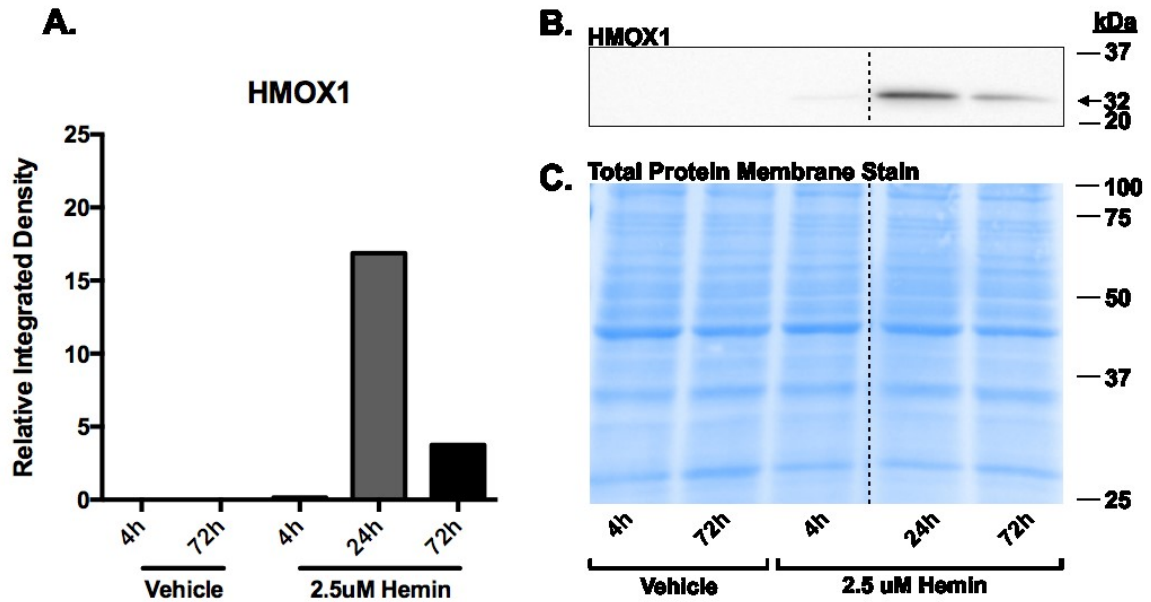 A.
HMOX1
Relative Integrated Density
25
20
15
10
5
0
4h
72h
4h
24h
72h
Vehicle
2.5uM Hemin
B.
HMOX1
kDa
37
32
20
C.
Total Protein Membrane Stain
100
75
50
37
25
4h
72h
4h
24h
72h
Vehicle
2.5 uM Hemin